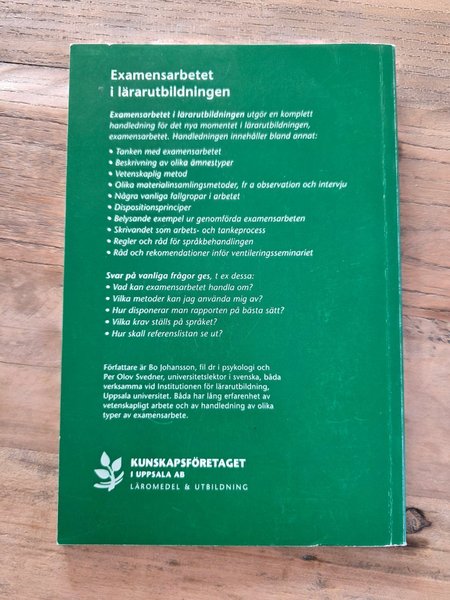 Examensarbetet
i lärarutbildningen
Examensarbetet i lärarutbildningen utgör en komplett
handledning för det nya momentet i lärarutbildningen,
examensarbetet. Handledningen innehåller bland annat:
• Tanken med examensarbetet
• Beskrivning av olika ämnestyper
• Vetenskaplig metod
• Olika materialinsamlingsmetoder, fr a observation och intervju
• Några vanliga fallgropar i arbetet
• Dispositionsprinciper
• Belysande exempel ur genomförda examensarbeten
• Skrivandet som arbets- och tankeprocess
• Regler och råd för språkbehandlingen
• Råd och rekomendationer inför ventileringsseminariet
Svar på vanliga frågor ges, t ex dessa:
• Vad kan examensarbetet handla om?
• Vilka metoder kan jag använda mig av?
• Hur disponerar man rapporten på bästa sätt?
• Vilka krav ställs på språket?
• Hur skall referenslistan se ut?
Författare är Bo Johansson, fil dr i psykologi och
Per Olov Svedner, universitetslektor i svenska, båda
verksamma vid Institutionen för lärarutbildning,
Uppsala universitet. Båda har lång erfarenhet av
vetenskapligt arbete och av handledning av olika
typer av examensarbete.
KUNSKAPSFÖRETAGET
I UPPSALA AB
LÄROMEDEL & UTBILDNING